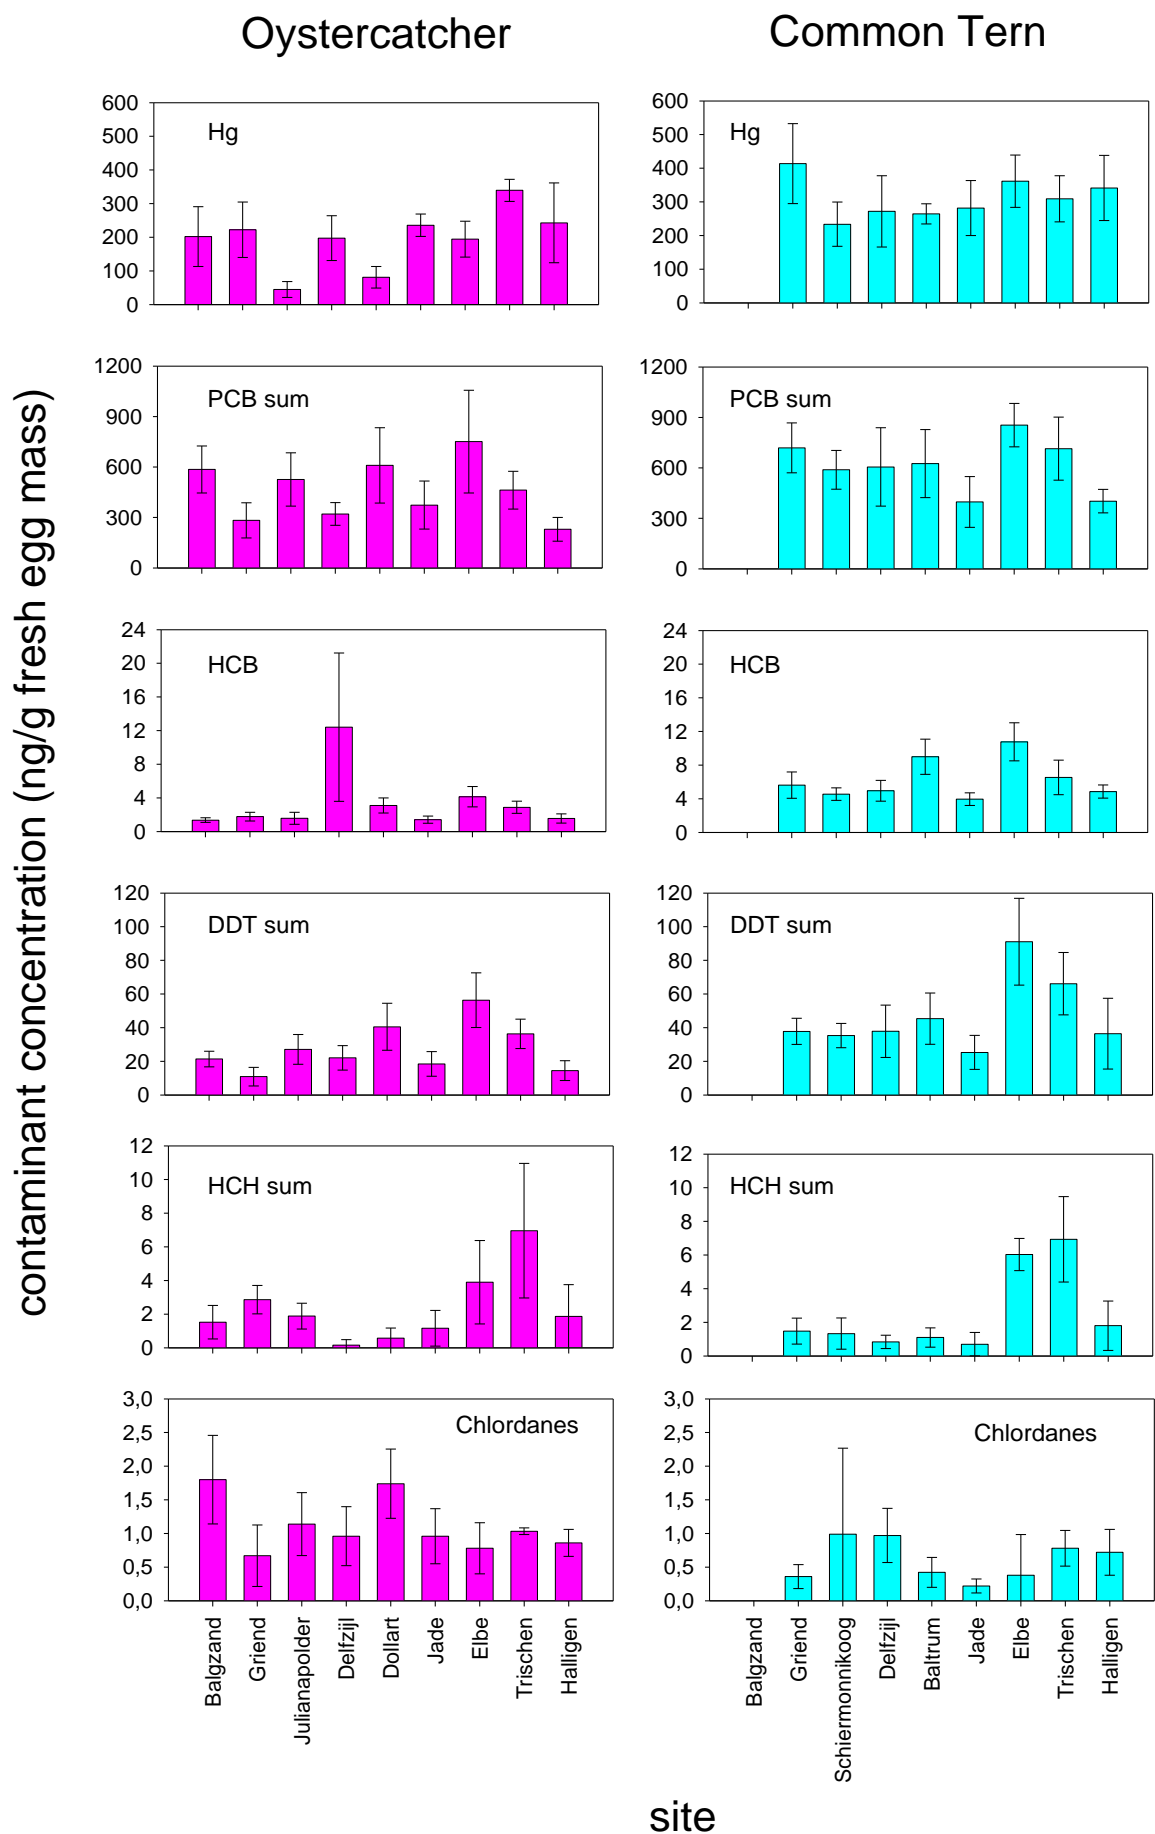 Oystercatcher
Common Tern
contaminant concentration (ng/g fresh egg mass)
Hg
600
500
400
300
200
100
0
Hg
600
500
400
300
200
100
0
PCB sum
1200
900
600
300
0
PCB sum
1200
900
600
300
0
HCB
24
20
16
12
8
4
0
HCB
24
20
16
12
8
4
0
DDT sum
120
100
80
60
40
20
0
DDT sum
120
100
80
60
40
20
0
HCH sum
12
10
8
6
4
2
0
HCH sum
12
10
8
6
4
2
0
Chlordanes
3,0
2,5
2,0
1,5
1,0
0,5
0,0
Chlordanes
3,0
2,5
2,0
1,5
1,0
0,5
0,0
Balgzand
Griend
Julianapolder
Delfzijl
Dollart
Jade
Elbe
Trischen
Halligen
Balgzand
Griend
Schiermonnikoog
Delfzijl
Baltrum
Jade
Elbe
Trischen
Halligen
site